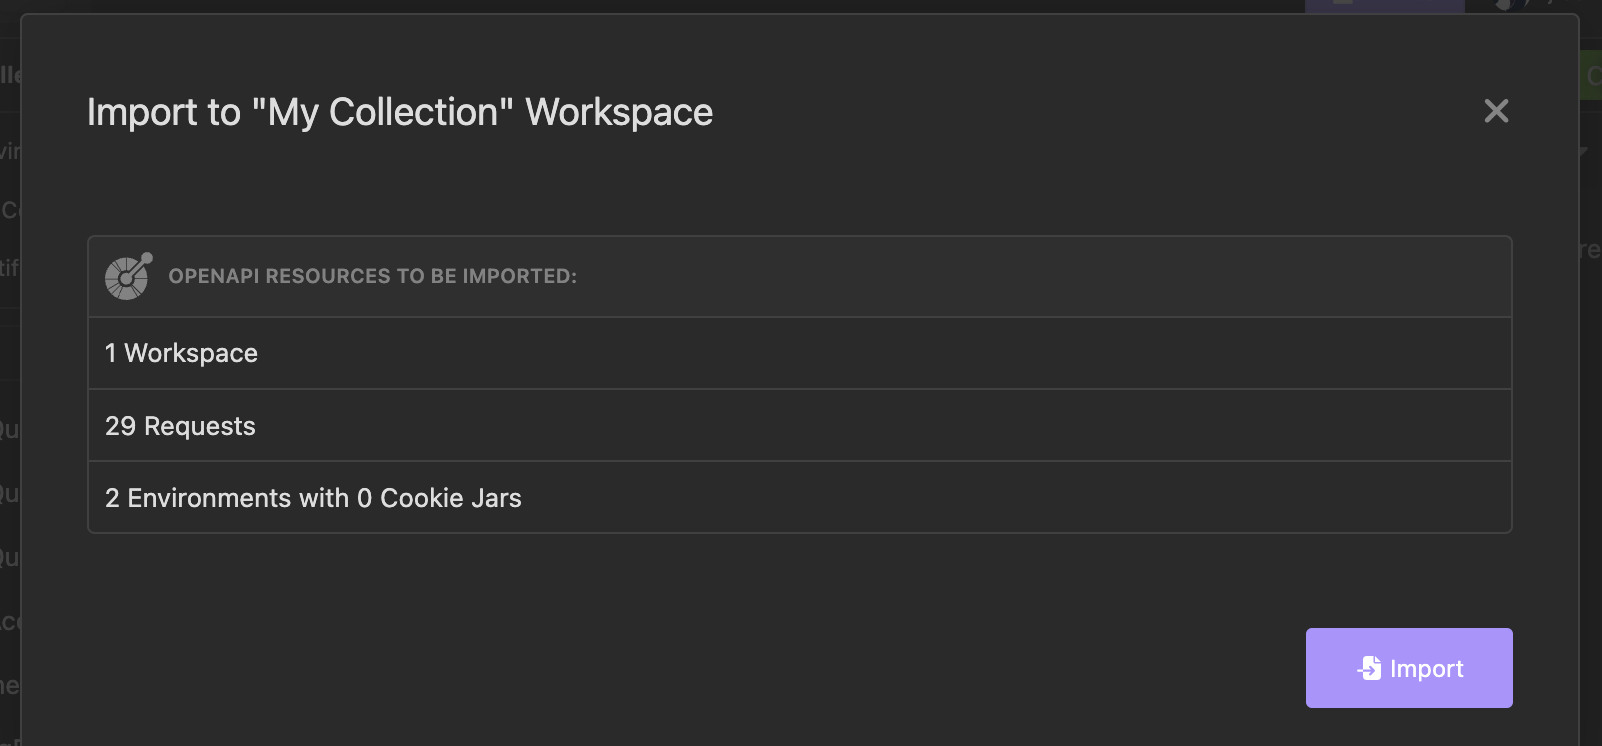 Import to "My Collection" Workspace
OPENAPI RESOURCES TO BE IMPORTED:
1 Workspace
29 Requests
2 Environments with 0 Cookie Jars
Import